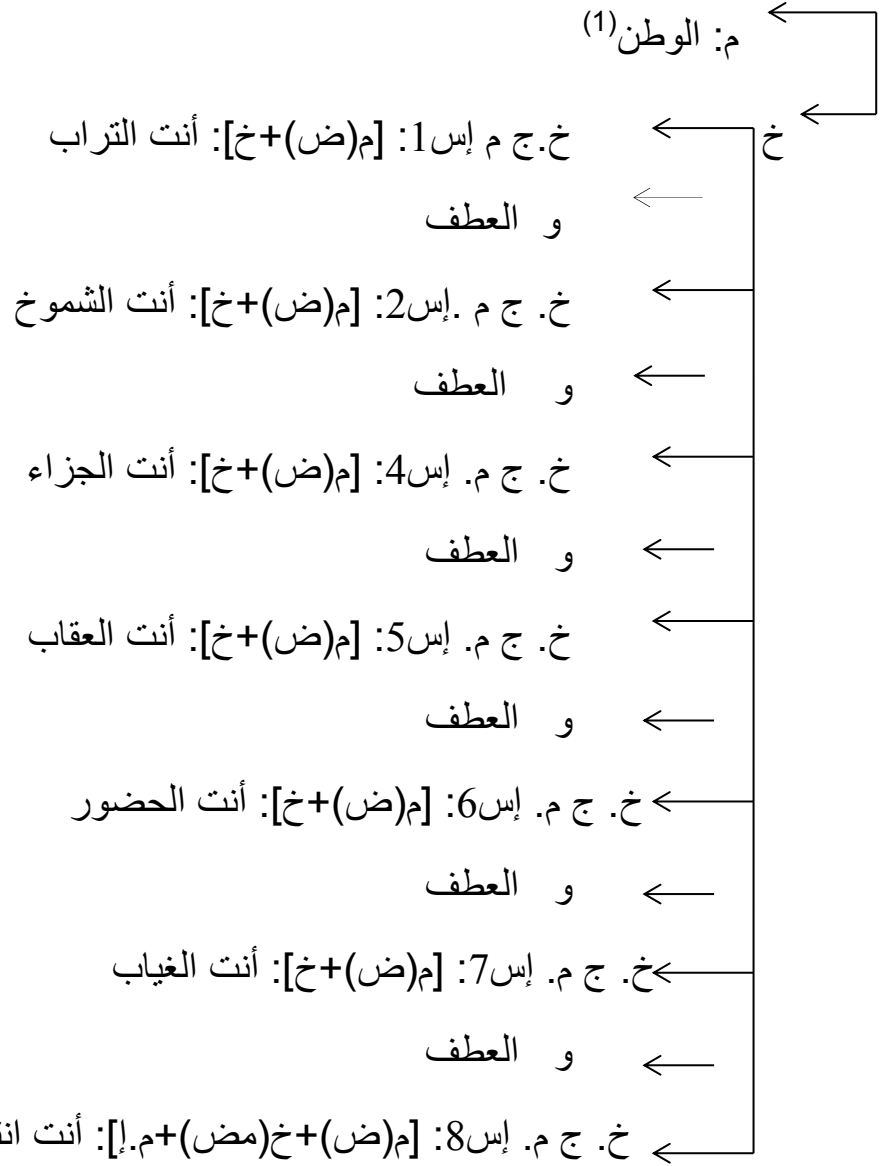 م: الوطن(1)
خ
خ.ج م إس1: [م(ض)+خ]: أنت التراب
و العطف
خ. ج م .إس2: [م(ض)+خ]: أنت الشموخ
و العطف
خ. ج م. إس4: [م(ض)+خ]: أنت الجزاء
و العطف
خ. ج م. إس5: [م(ض)+خ]: أنت العقاب
و العطف
خ. ج م. إس6: [م(ض)+خ]: أنت الحضور
و العطف
خ. ج م. إس7: [م(ض)+خ]: أنت الغياب
و العطف
خ. ج م. إس8: [م(ض)+خ(مض)+م.إ]: أنت